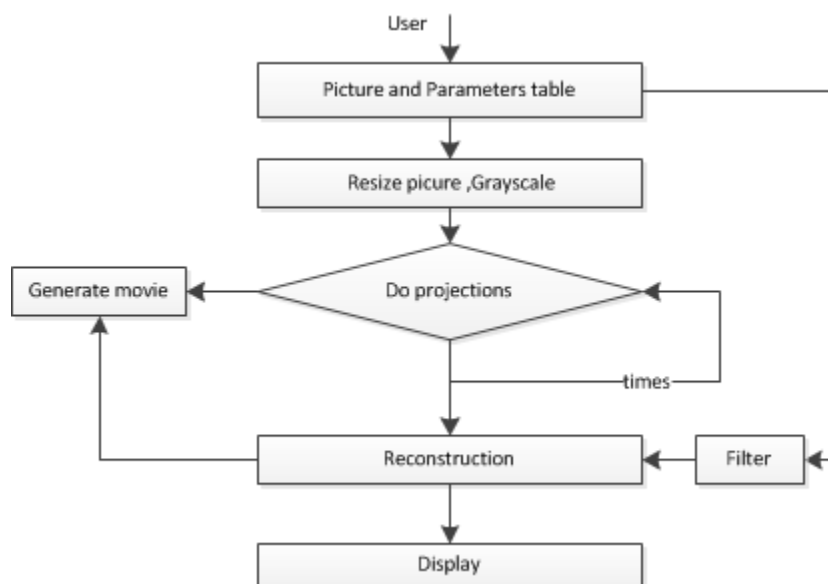 User
Picture and Parameters table
Resize picure ,Grayscale
Do projections
Generate movie
times
Reconstruction
Filter
Display